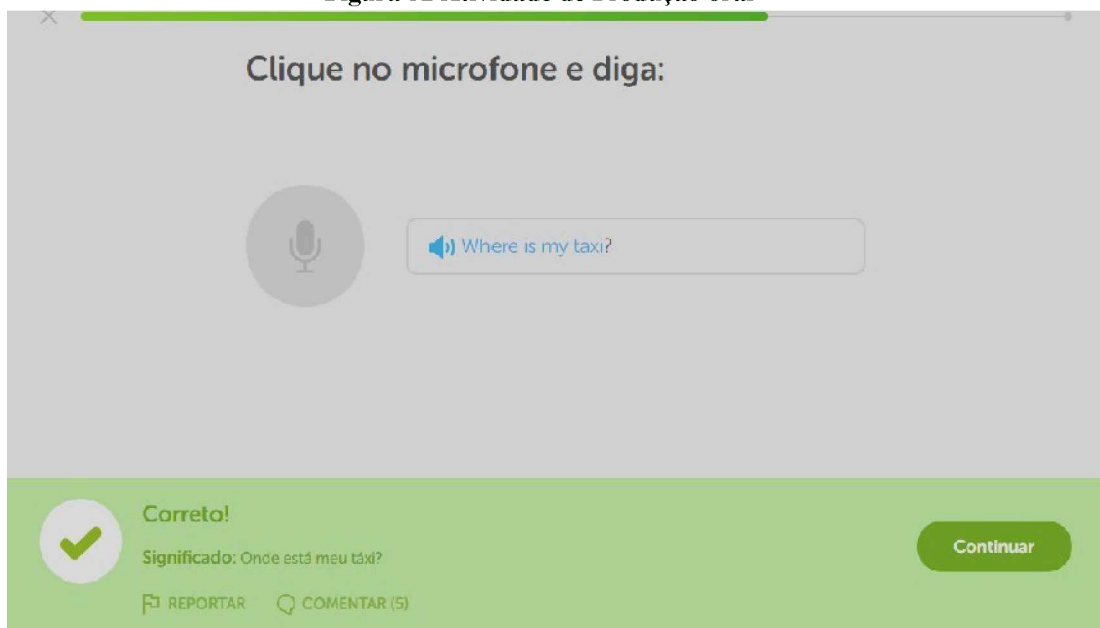 Clique no microfone e diga:
Where is my taxi?
Correto!
Significado: Onde está meu táxi?
Continuar
REPORTAR COMENTAR (5)